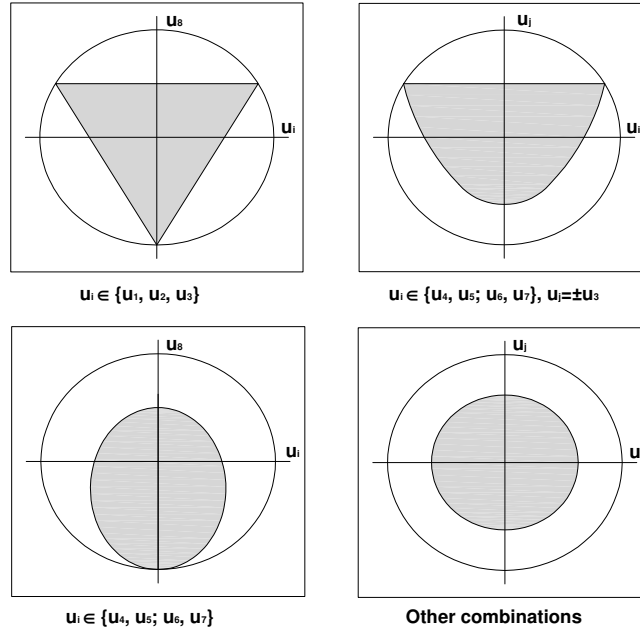 u₈
uᵢ
uᵢ ∈ {u₁, u₂, u₃}
uⱼ
uᵢ
uᵢ ∈ {u₄, u₅; u₆, u₇}, uⱼ=±u₃
u₈
uᵢ
uᵢ ∈ {u₄, u₅; u₆, u₇}
uⱼ
u
Other combinations